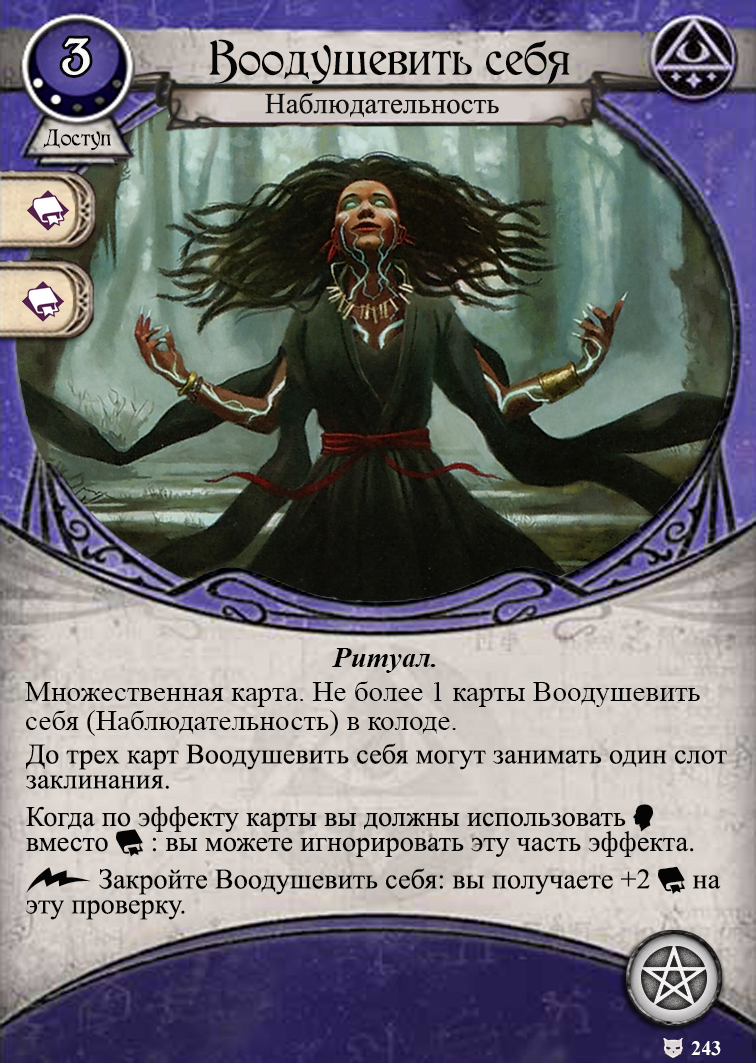 3
Воодушевить себя
Наблюдательность
Доступ
Ритуал.
Множественная карта. Не более 1 карты Воодушевить
себя (Наблюдательность) в колоде.
До трех карт Воодушевить себя могут занимать один слот
заклинания.
Когда по эффекту карты вы должны использовать
вместо : вы можете игнорировать эту часть эффекта.
Закройте Воодушевить себя: вы получаете +2 на
эту проверку.
243